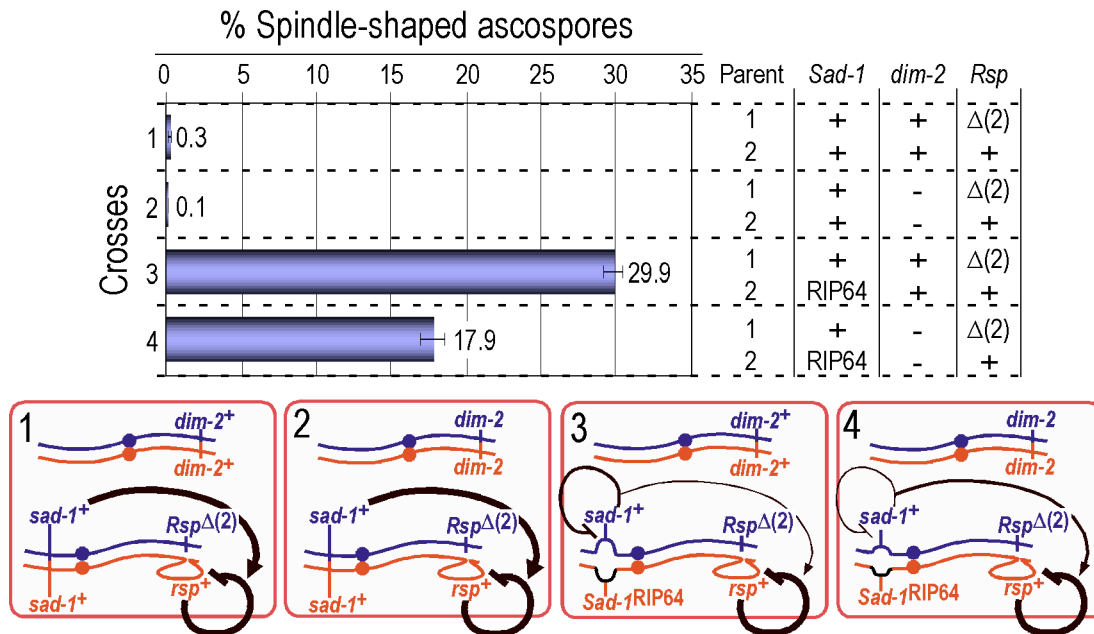 % Spindle-shaped ascospores
0 5 10 15 20 25 30 35 Parent Sad-1 dim-2 Rsp
Crosses
1 0.3 1 + + Δ(2)
2 + + +
2 0.1 1 + - Δ(2)
2 + - +
3 29.9 1 + + Δ(2)
2 RIP64 + +
4 17.9 1 + - Δ(2)
2 RIP64 - +
1
dim-2+
dim-2+
sad-1+
RspΔ(2)
rsp+
sad-1+
2
dim-2
dim-2
sad-1+
RspΔ(2)
rsp+
sad-1+
3
dim-2+
dim-2+
sad-1+
RspΔ(2)
rsp+
Sad-1RIP64
4
dim-2
dim-2
sad-1+
RspΔ(2)
rsp+
Sad-1RIP64